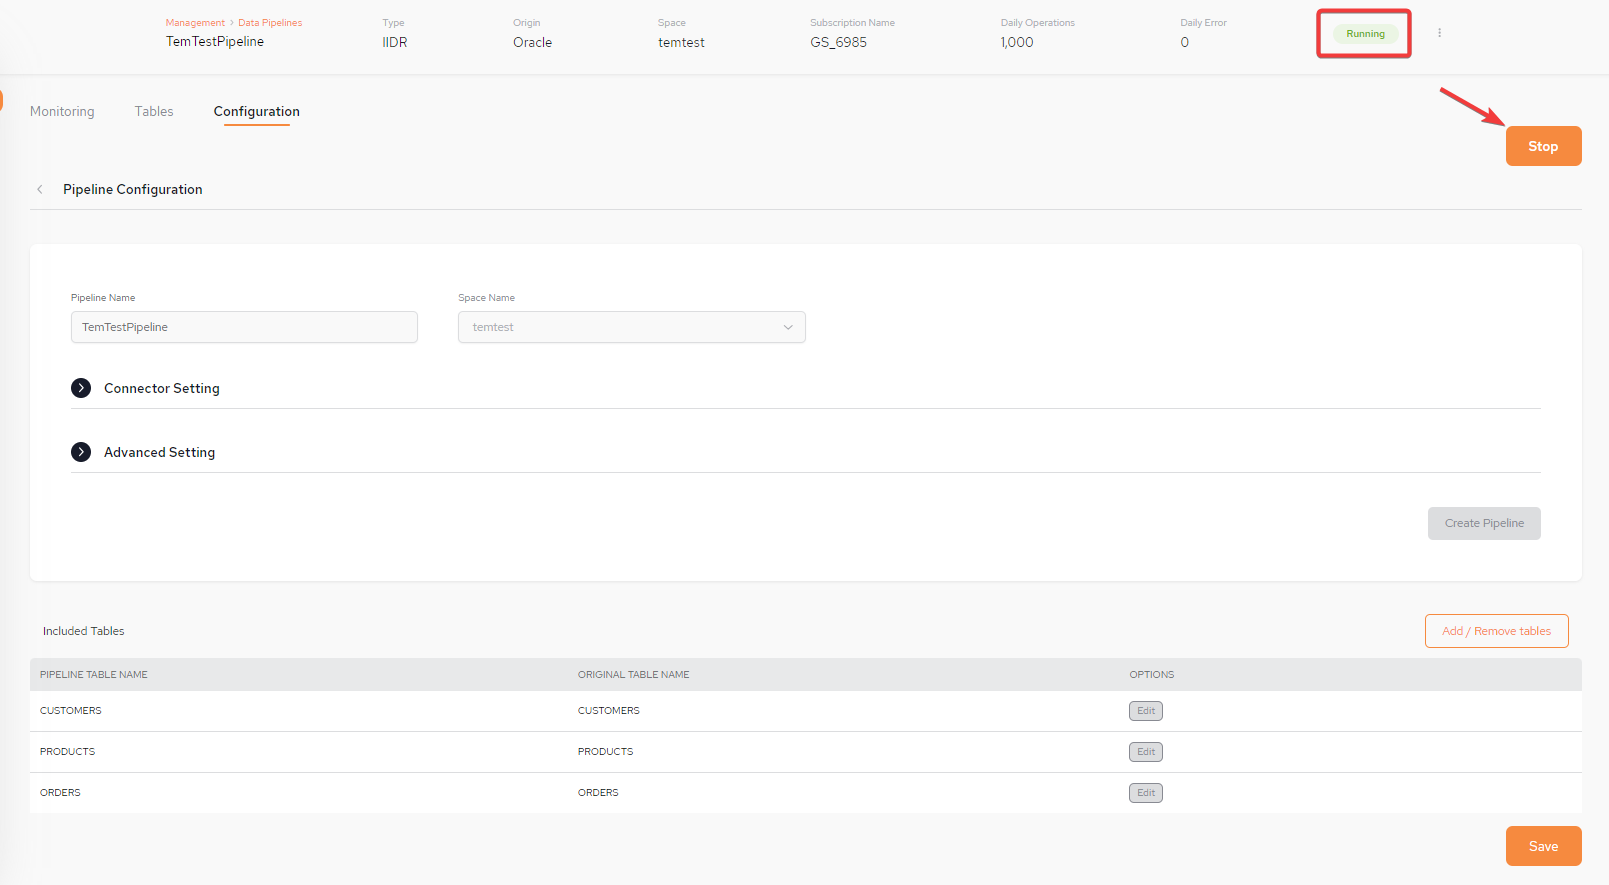 Management › Data Pipelines
TemTestPipeline
Type
IIDR
Origin
Oracle
Space
temtest
Subscription Name
GS_6985
Daily Operations
1,000
Daily Error
0
Running
Monitoring
Tables
Configuration
Stop
Pipeline Configuration
Pipeline Name
Space Name
TemTestPipeline
temtest
Connector Setting
Advanced Setting
Create Pipeline
Included Tables
Add / Remove tables
PIPELINE TABLE NAME ORIGINAL TABLE NAME OPTIONS
CUSTOMERS CUSTOMERS Edit
PRODUCTS PRODUCTS Edit
ORDERS ORDERS Edit
Save